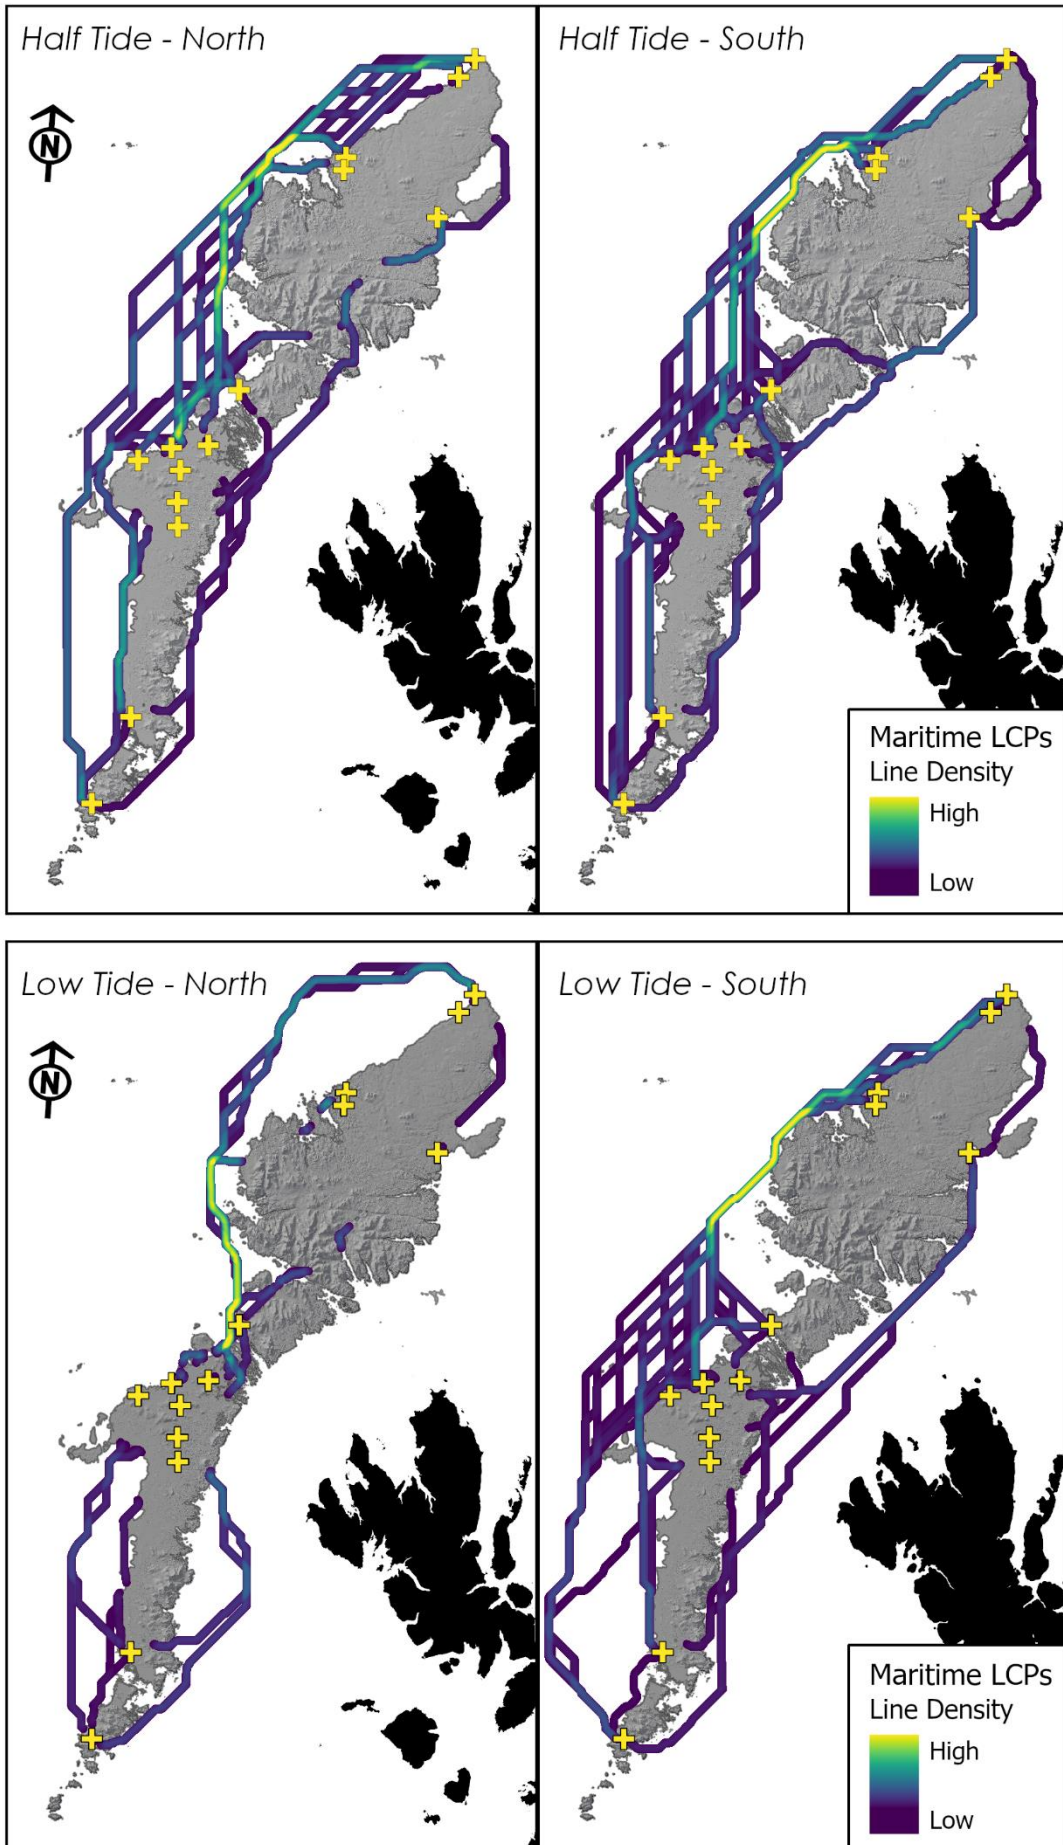 Half Tide - North
Half Tide - South
N
Maritime LCPs
Line Density
High
Low
Low Tide - North
Low Tide - South
N
Maritime LCPs
Line Density
High
Low